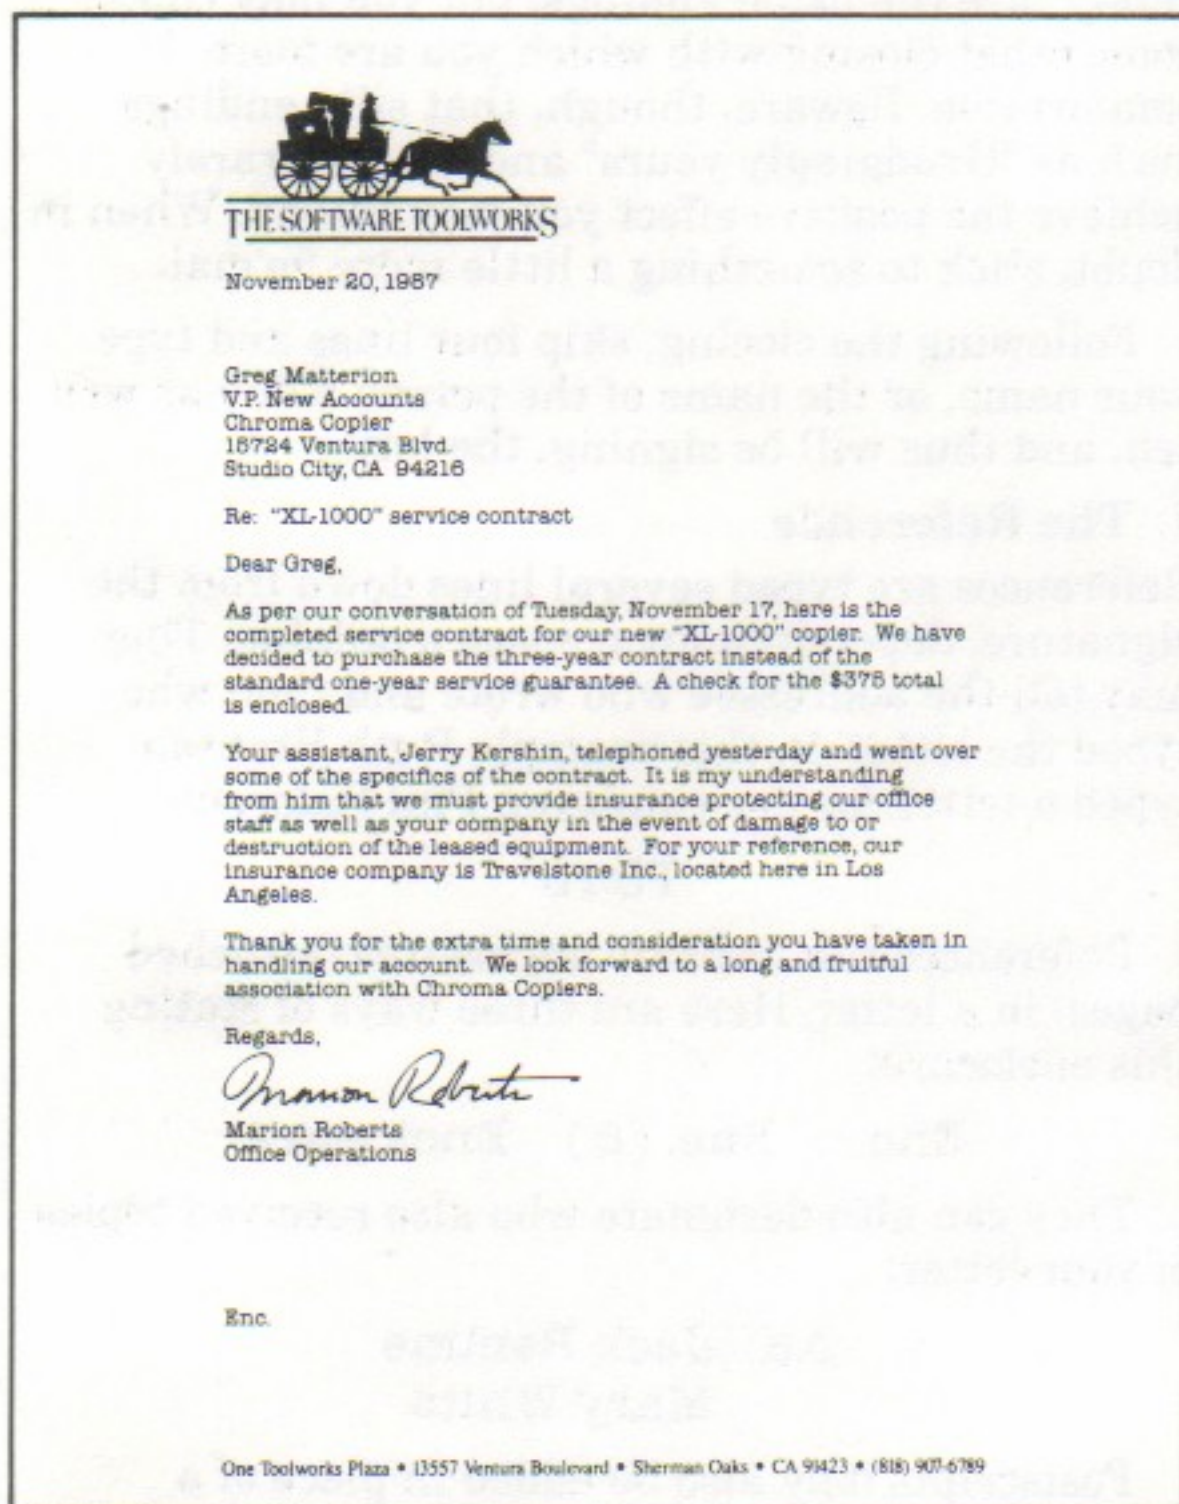 THE SOFTWARE TOOLWORKS
November 20, 1987
Greg Matterion
V.P. New Accounts
Chroma Copier
15724 Ventura Blvd.
Studio City, CA 94216
Re: “XL-1000” service contract
Dear Greg,
As per our conversation of Tuesday, November 17, here is the
completed service contract for our new “XL-1000” copier. We have
decided to purchase the three-year contract instead of the
standard one-year service guarantee. A check for the $375 total
is enclosed.
Your assistant, Jerry Kershin, telephoned yesterday and went over
some of the specifics of the contract. It is my understanding
from him that we must provide insurance protecting our office
staff as well as your company in the event of damage to or
destruction of the leased equipment. For your reference, our
insurance company is Travelstone Inc., located here in Los
Angeles.
Thank you for the extra time and consideration you have taken in
handling our account. We look forward to a long and fruitful
association with Chroma Copiers.
Regards,
Marion Roberts
Marion Roberts
Office Operations
Enc.
One Toolworks Plaza • 13557 Ventura Boulevard • Sherman Oaks • CA 91423 • (818) 907-6789